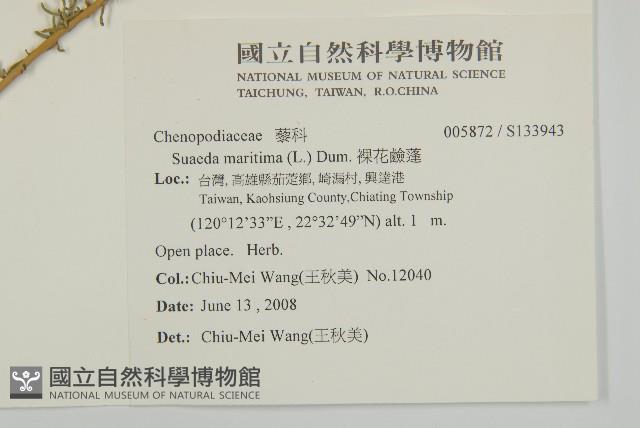 國立自然科學博物館
NATIONAL MUSEUM OF NATURAL SCIENCE
TAICHUNG, TAIWAN, R.O.CHINA
Chenopodiaceae 藜科 005872 / S133943
Suaeda maritima (L.) Dum. 裸花鹼蓬
Loc.: 台灣, 高雄縣茄萣鄉, 崎漏村, 興達港
Taiwan, Kaohsiung County,Chiating Township
(120°12'33"E , 22°32'49"N) alt. 1 m.
Open place. Herb.
Col.:Chiu-Mei Wang(王秋美) No.12040
Date: June 13 , 2008
Det.: Chiu-Mei Wang(王秋美)
國立自然科學博物館
NATIONAL MUSEUM OF NATURAL SCIENCE